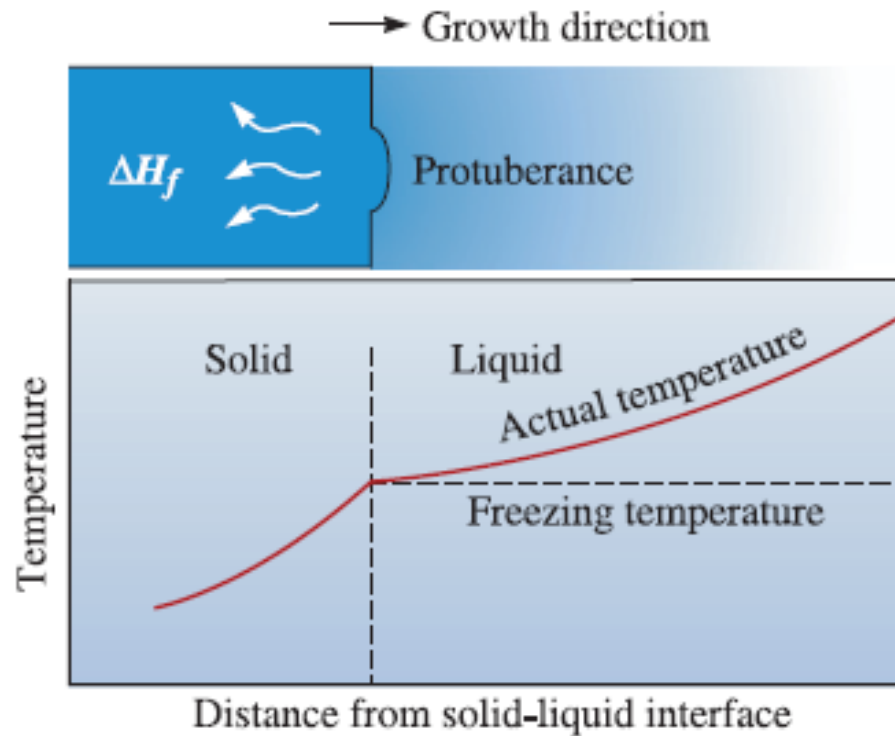 Growth direction
ΔHf
Protuberance
Solid
Liquid
Actual temperature
Freezing temperature
Temperature
Distance from solid-liquid interface